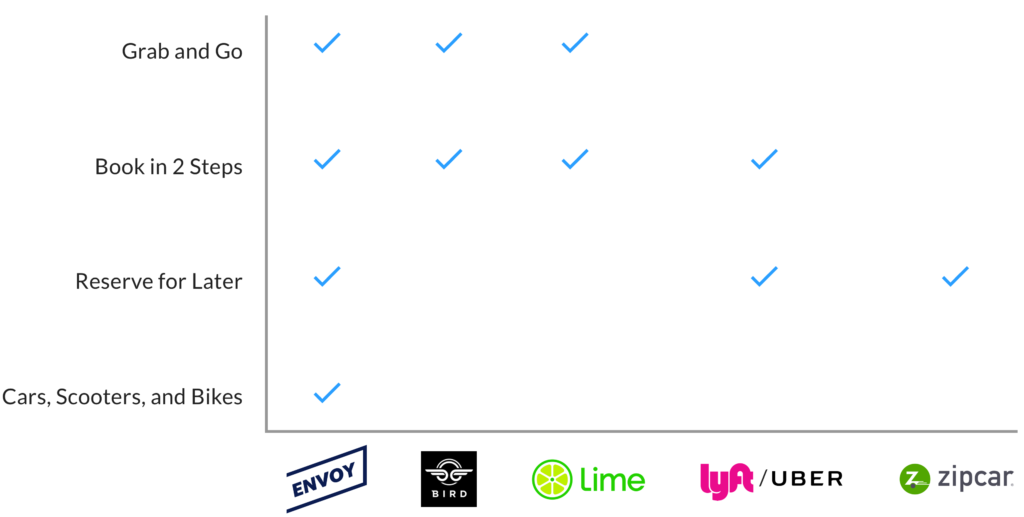 Grab and Go
Book in 2 Steps
Reserve for Later
Cars, Scooters, and Bikes
ENVOY
BIRD
Lime
lyft / UBER
Z zipcar.